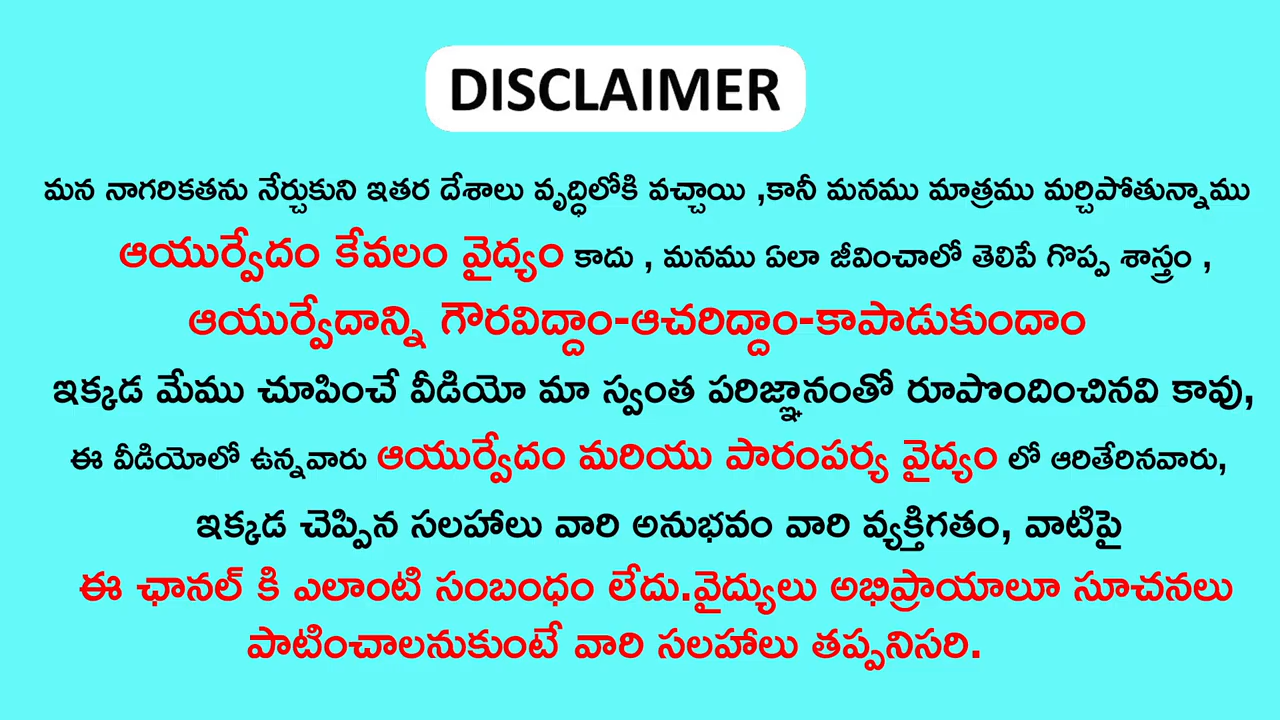 DISCLAIMER
మన నాగరికతను నేర్చుకుని ఇతర దేశాలు వృద్ధిలోకి వచ్చాయి ,కానీ మనము మాత్రము మర్చిపోతున్నాము
ఆయుర్వేదం కేవలం వైద్యం కాదు , మనము ఏలా జీవించాలో తెలిపే గొప్ప శాస్త్రం ,
ఆయుర్వేదాన్ని గౌరవిద్దాం-ఆచరిద్దాం-కాపాడుకుందాం
ఇక్కడ మేము చూపించే వీడియో మా స్వంత పరిజ్ఞానంతో రూపొందించినవి కావు,
ఈ వీడియోలో ఉన్నవారు ఆయుర్వేదం మరియు పారంపర్య వైద్యం లో ఆరితేరినవారు,
ఇక్కడ చెప్పిన సలహాలు వారి అనుభవం వారి వ్యక్తిగతం, వాటిపై
ఈ ఛానల్ కి ఎలాంటి సంబంధం లేదు.వైద్యులు అభిప్రాయాలూ సూచనలు
పాటించాలనుకుంటే వారి సలహాలు తప్పనిసరి.